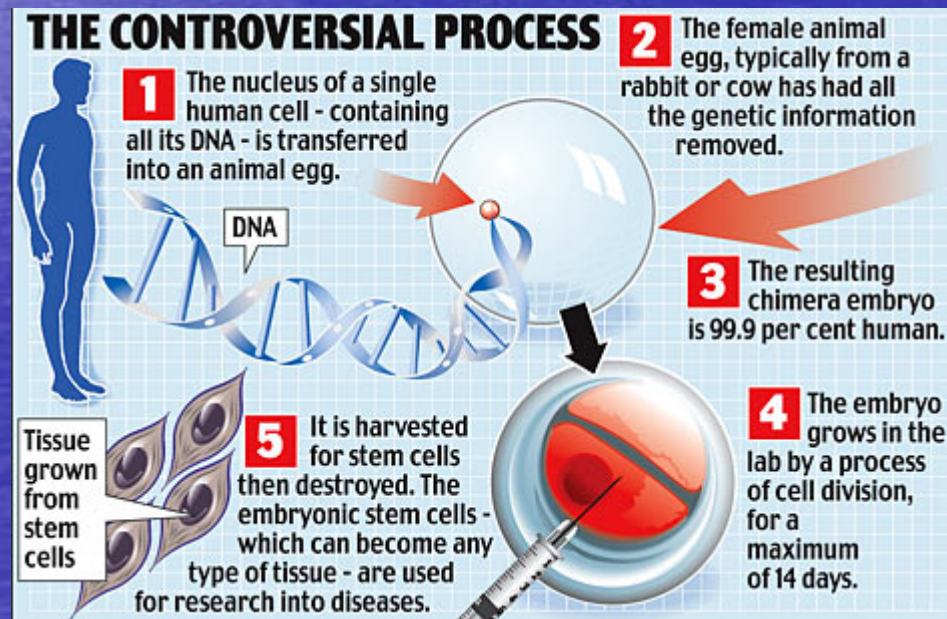 THE CONTROVERSIAL PROCESS
1 The nucleus of a single
human cell - containing
all its DNA - is transferred
into an animal egg.
2 The female animal
egg, typically from a
rabbit or cow has had all
the genetic information
removed.
DNA
3 The resulting
chimera embryo
is 99.9 per cent human.
4 The embryo
grows in the
lab by a process
of cell division,
for a
maximum
of 14 days.
5 It is harvested
for stem cells
then destroyed. The
embryonic stem cells -
which can become any
type of tissue - are used
for research into diseases.
Tissue
grown
from
stem
cells